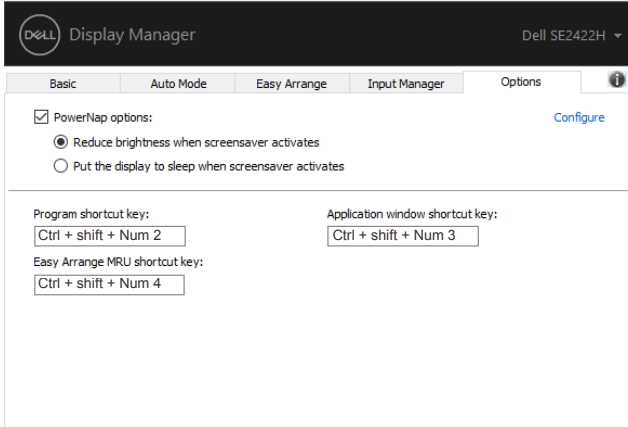 DELL Display Manager Dell SE2422H
Basic Auto Mode Easy Arrange Input Manager Options i
PowerNap options: Configure
Reduce brightness when screensaver activates
Put the display to sleep when screensaver activates
Program shortcut key: Application window shortcut key:
Ctrl + shift + Num 2 Ctrl + shift + Num 3
Easy Arrange MRU shortcut key:
Ctrl + shift + Num 4